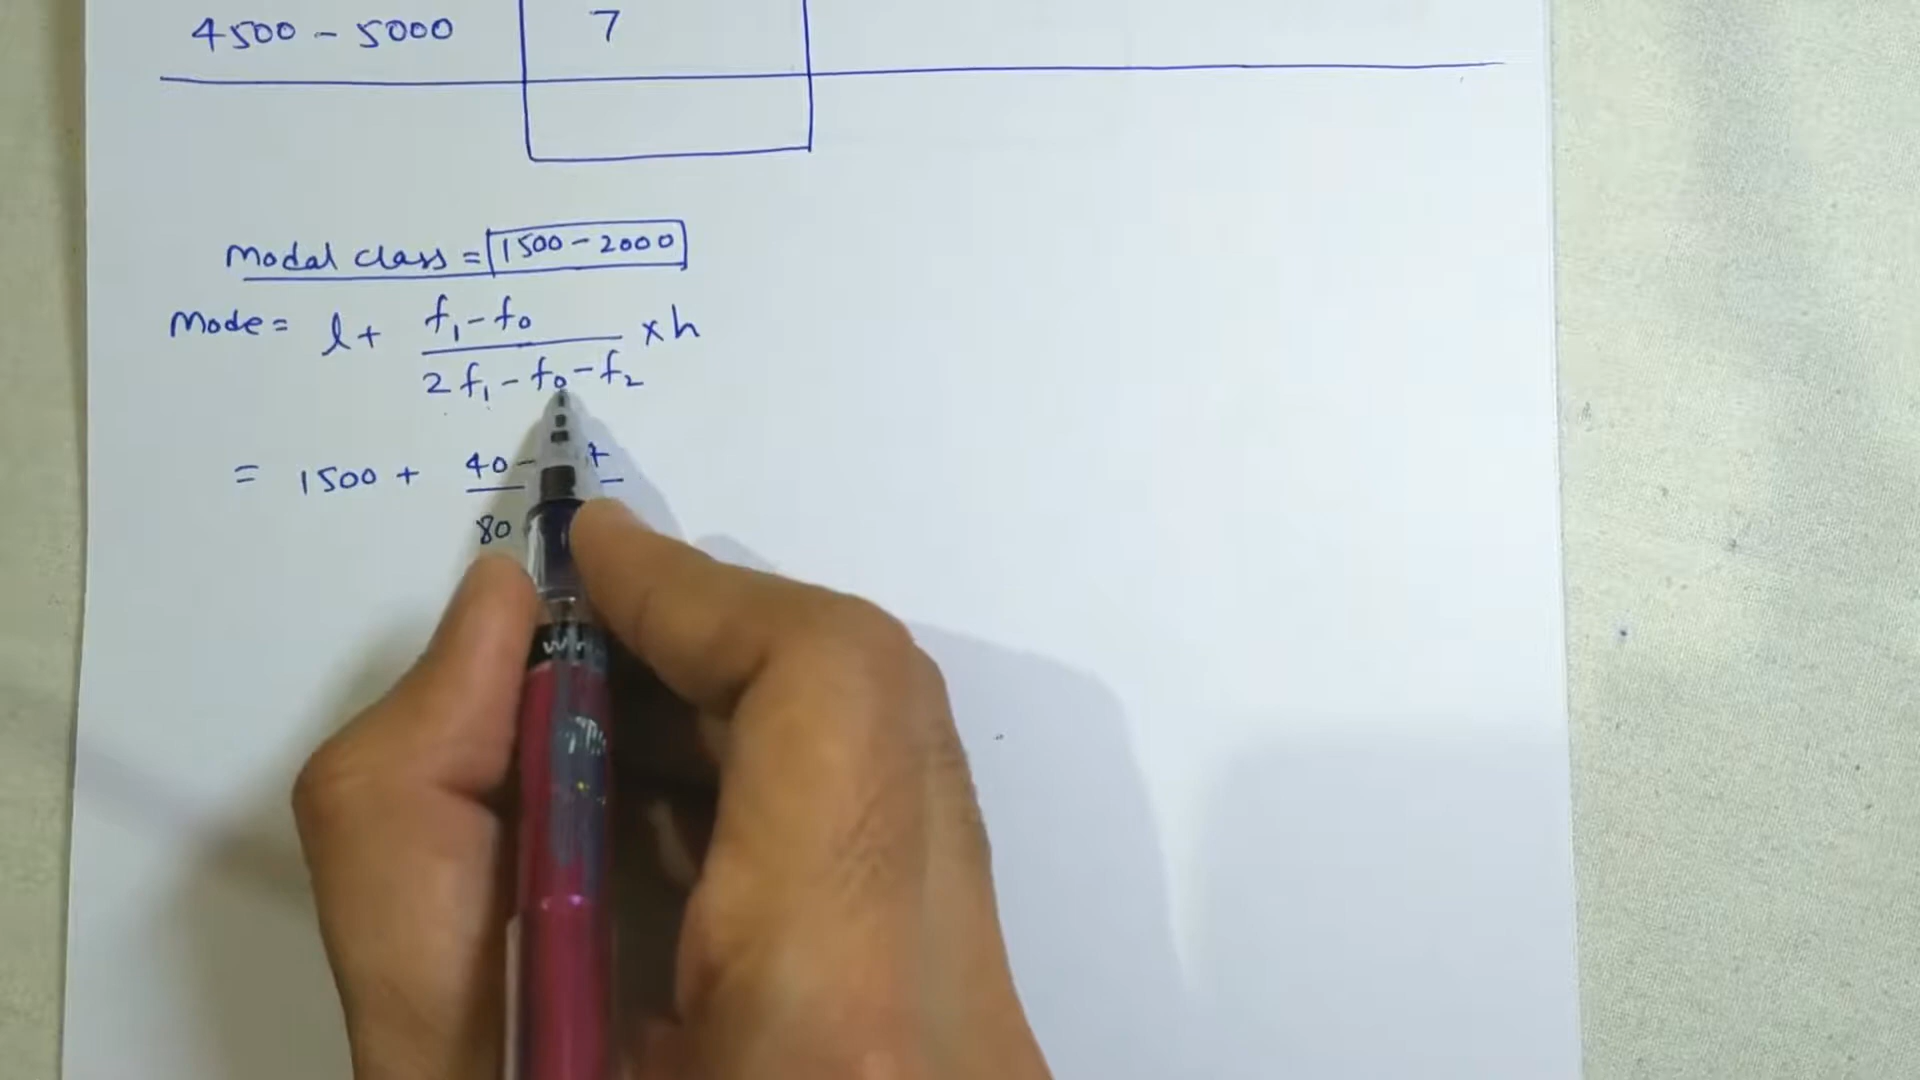 4500 - 5000 7
Modal class = 1500 - 2000
Mode = l + f₁ - f₀ / 2f₁ - f₀ - f₂ × h
= 1500 + 40 - / 80